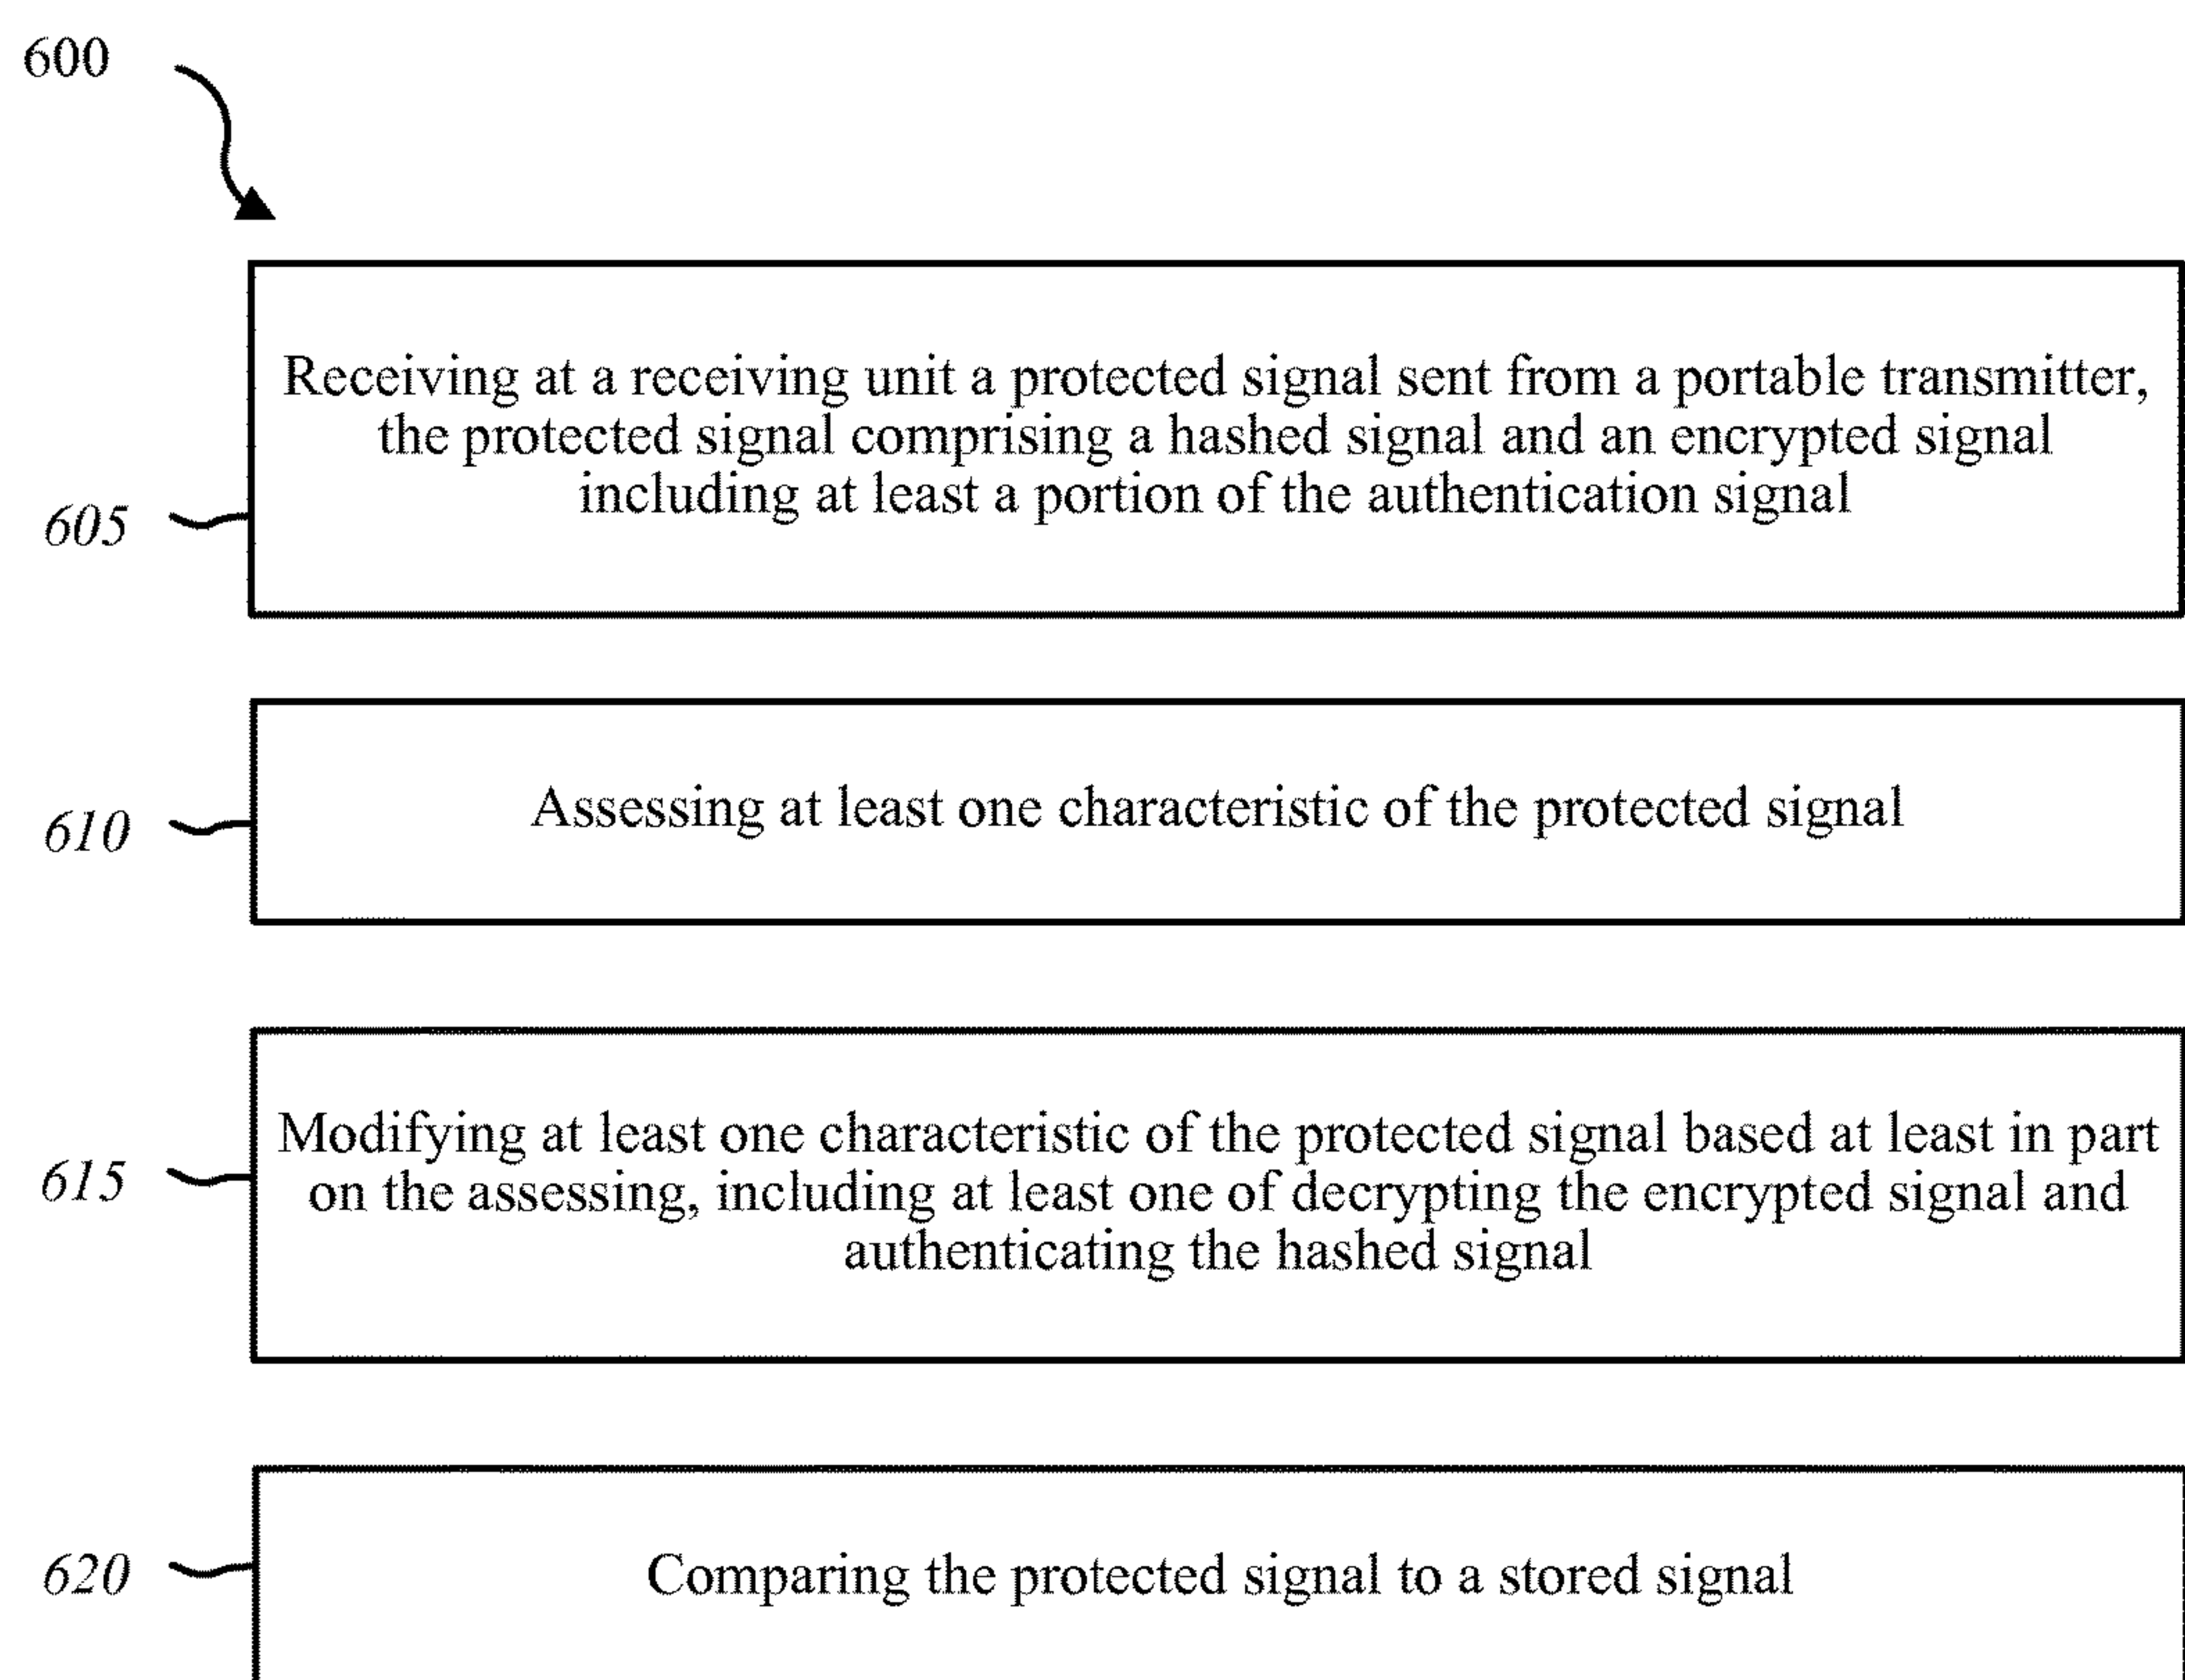 600
Receiving at a receiving unit a protected signal sent from a portable transmitter,
the protected signal comprising a hashed signal and an encrypted signal
including at least a portion of the authentication signal
605
Assessing at least one characteristic of the protected signal
610
Modifying at least one characteristic of the protected signal based at least in part
on the assessing, including at least one of decrypting the encrypted signal and
authenticating the hashed signal
615
Comparing the protected signal to a stored signal
620